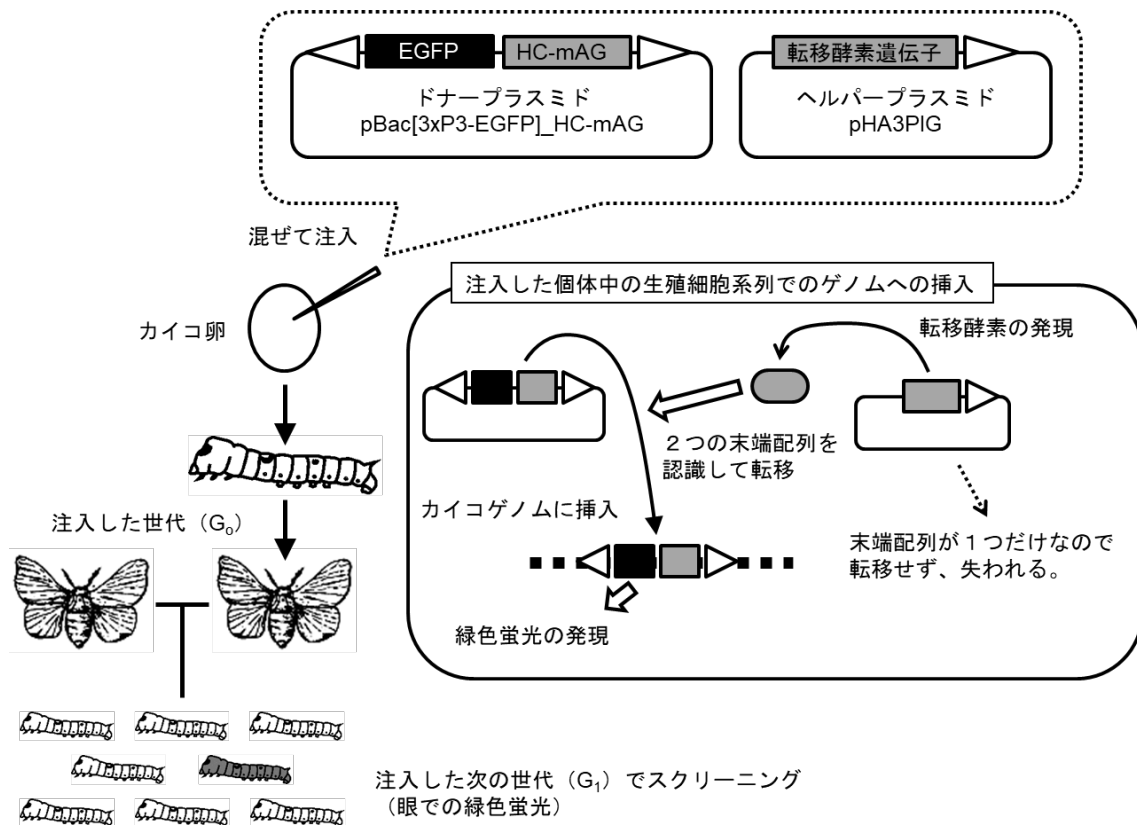 EGFP
HC-mAG
ドナープラスミド
pBac[3xP3-EGFP]_HC-mAG
転移酵素遺伝子
ヘルパープラスミド
pHA3PIG
混ぜて注入
カイコ卵
注入した世代（G₀）
注入した個体中の生殖細胞系列でのゲノムへの挿入
転移酵素の発現
２つの末端配列を
認識して転移
カイコゲノムに挿入
末端配列が１つだけなので
転移せず、失われる。
緑色蛍光の発現
注入した次の世代（G₁）でスクリーニング
（眼での緑色蛍光）